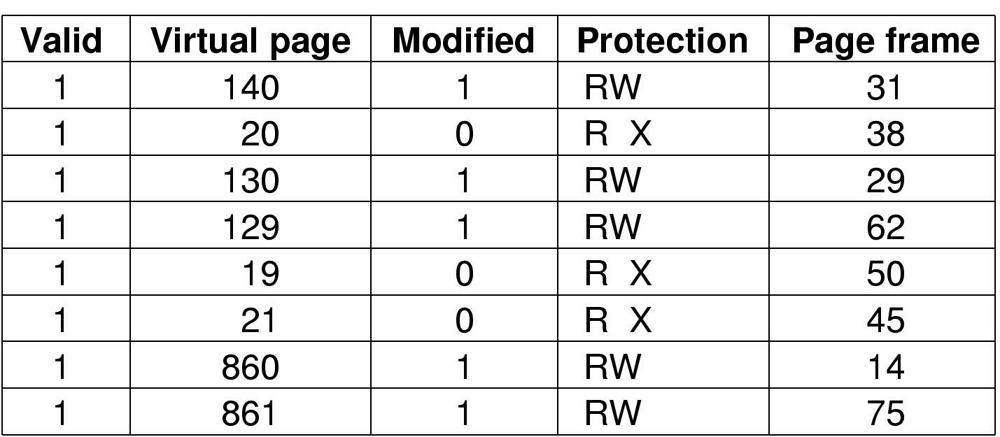 Valid Virtual page Modified Protection Page frame
1 140 1 RW 31
1 20 0 R X 38
1 130 1 RW 29
1 129 1 RW 62
1 19 0 R X 50
1 21 0 R X 45
1 860 1 RW 14
1 861 1 RW 75